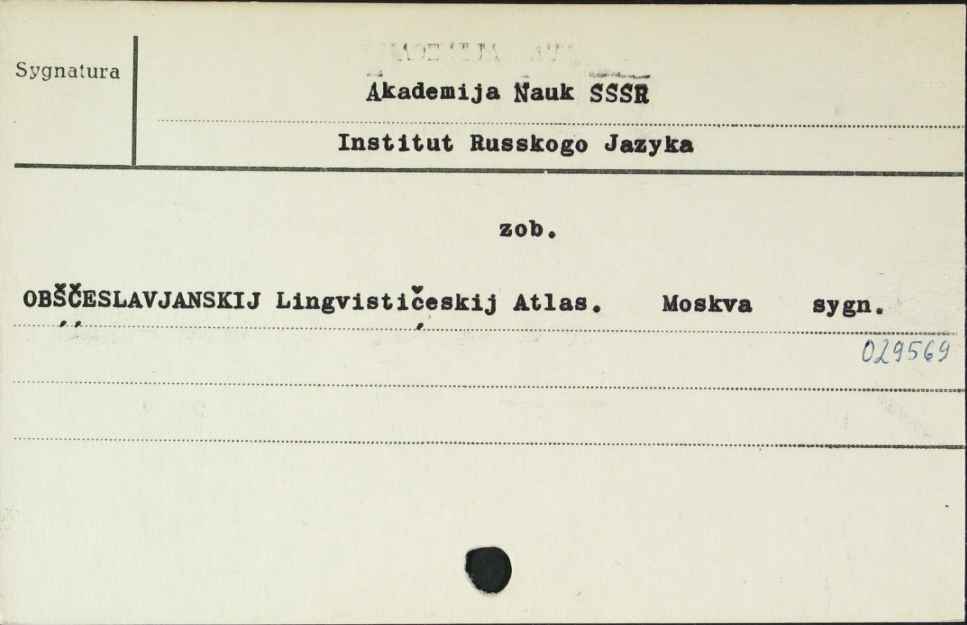 Sygnatura
Akademija Nauk SSSR
Institut Russkogo Jazyka
zob.
OBŠČESLAVJANSKIJ Lingvističeskij Atlas. Moskva sygn.
029569